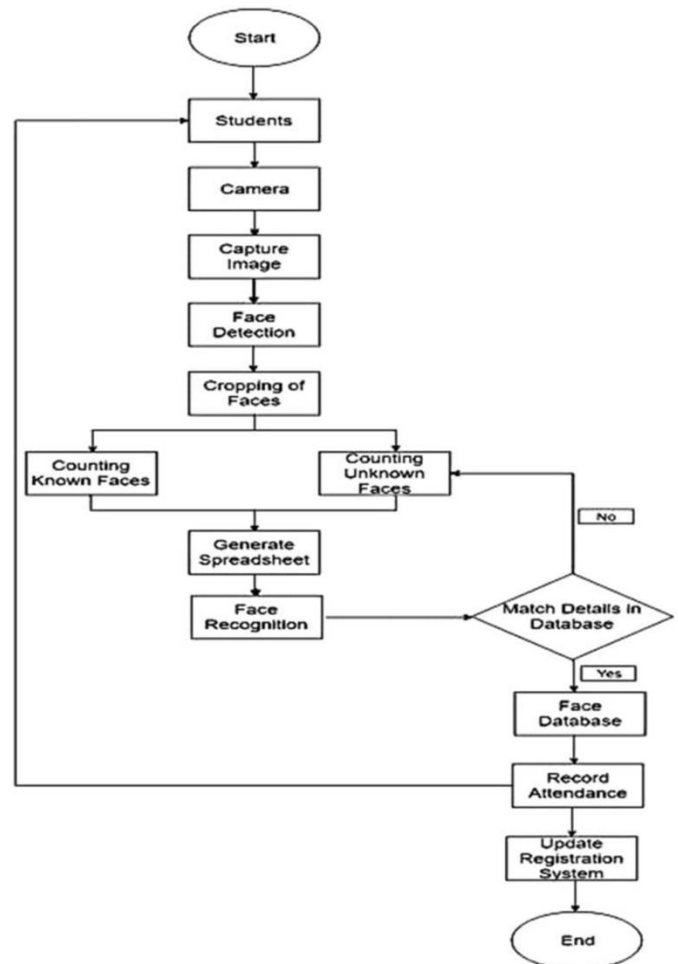 Start
Students
Camera
Capture
Image
Face
Detection
Cropping of
Faces
Counting
Known Faces
Counting
Unknown
Faces
Generate
Spreadsheet
Face
Recognition
No
Match Details in
Database
Yes
Face
Database
Record
Attendance
Update
Registration
System
End